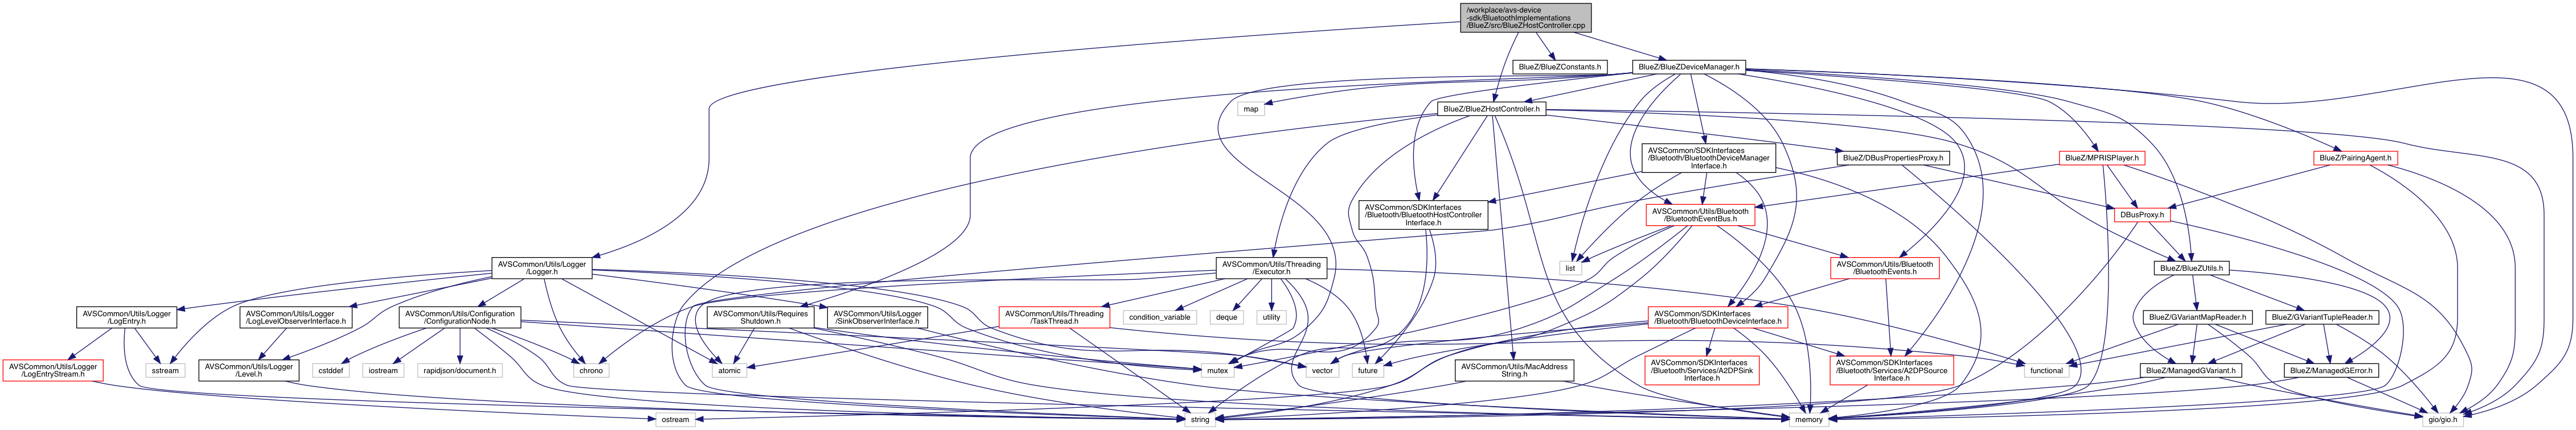 /workplace/avs-device
-sdk/BluetoothImplementations
/BlueZ/src/BlueZHostController.cpp
BlueZ/BlueZConstants.h
BlueZ/BlueZDeviceManager.h
map
BlueZ/BlueZHostController.h
AVSCommon/SDKInterfaces
/Bluetooth/BluetoothDeviceManager
Interface.h
BlueZ/DBusPropertiesProxy.h
BlueZ/MPRISPlayer.h
BlueZ/PairingAgent.h
AVSCommon/SDKInterfaces
/Bluetooth/BluetoothHostController
Interface.h
AVSCommon/Utils/Bluetooth
/BluetoothEventBus.h
DBusProxy.h
AVSCommon/Utils/Logger
/Logger.h
AVSCommon/Utils/Threading
/Executor.h
list
AVSCommon/Utils/Bluetooth
/BluetoothEvents.h
BlueZ/BlueZUtils.h
AVSCommon/Utils/Logger
/LogEntry.h
AVSCommon/Utils/Logger
/LogLevelObserverInterface.h
AVSCommon/Utils/Configuration
/ConfigurationNode.h
AVSCommon/Utils/Requires
Shutdown.h
AVSCommon/Utils/Logger
/SinkObserverInterface.h
AVSCommon/Utils/Threading
/TaskThread.h
condition_variable
deque
utility
AVSCommon/SDKInterfaces
/Bluetooth/BluetoothDeviceInterface.h
BlueZ/GVariantMapReader.h
BlueZ/GVariantTupleReader.h
AVSCommon/Utils/Logger
/LogEntryStream.h
sstream
AVSCommon/Utils/Logger
/Level.h
cstddef
iostream
rapidjson/document.h
chrono
atomic
mutex
vector
future
AVSCommon/Utils/MacAddress
String.h
AVSCommon/SDKInterfaces
/Bluetooth/Services/A2DPSink
Interface.h
AVSCommon/SDKInterfaces
/Bluetooth/Services/A2DPSource
Interface.h
functional
BlueZ/ManagedGVariant.h
BlueZ/ManagedGError.h
ostream
string
memory
gio/gio.h